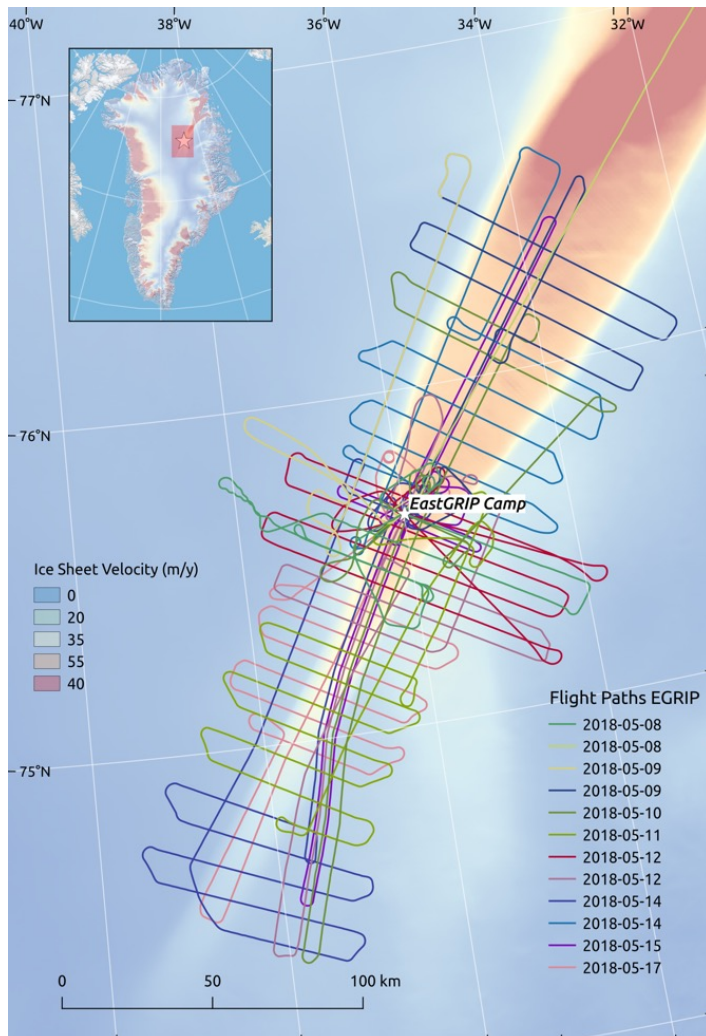 40°W
38°W
36°W
34°W
32°W
77°N
76°N
EastGRIP Camp
Ice Sheet Velocity (m/y)
0
20
35
55
40
75°N
Flight Paths EGRIP
2018-05-08
2018-05-08
2018-05-09
2018-05-09
2018-05-10
2018-05-11
2018-05-12
2018-05-12
2018-05-14
2018-05-14
2018-05-15
2018-05-17
0 50 100 km